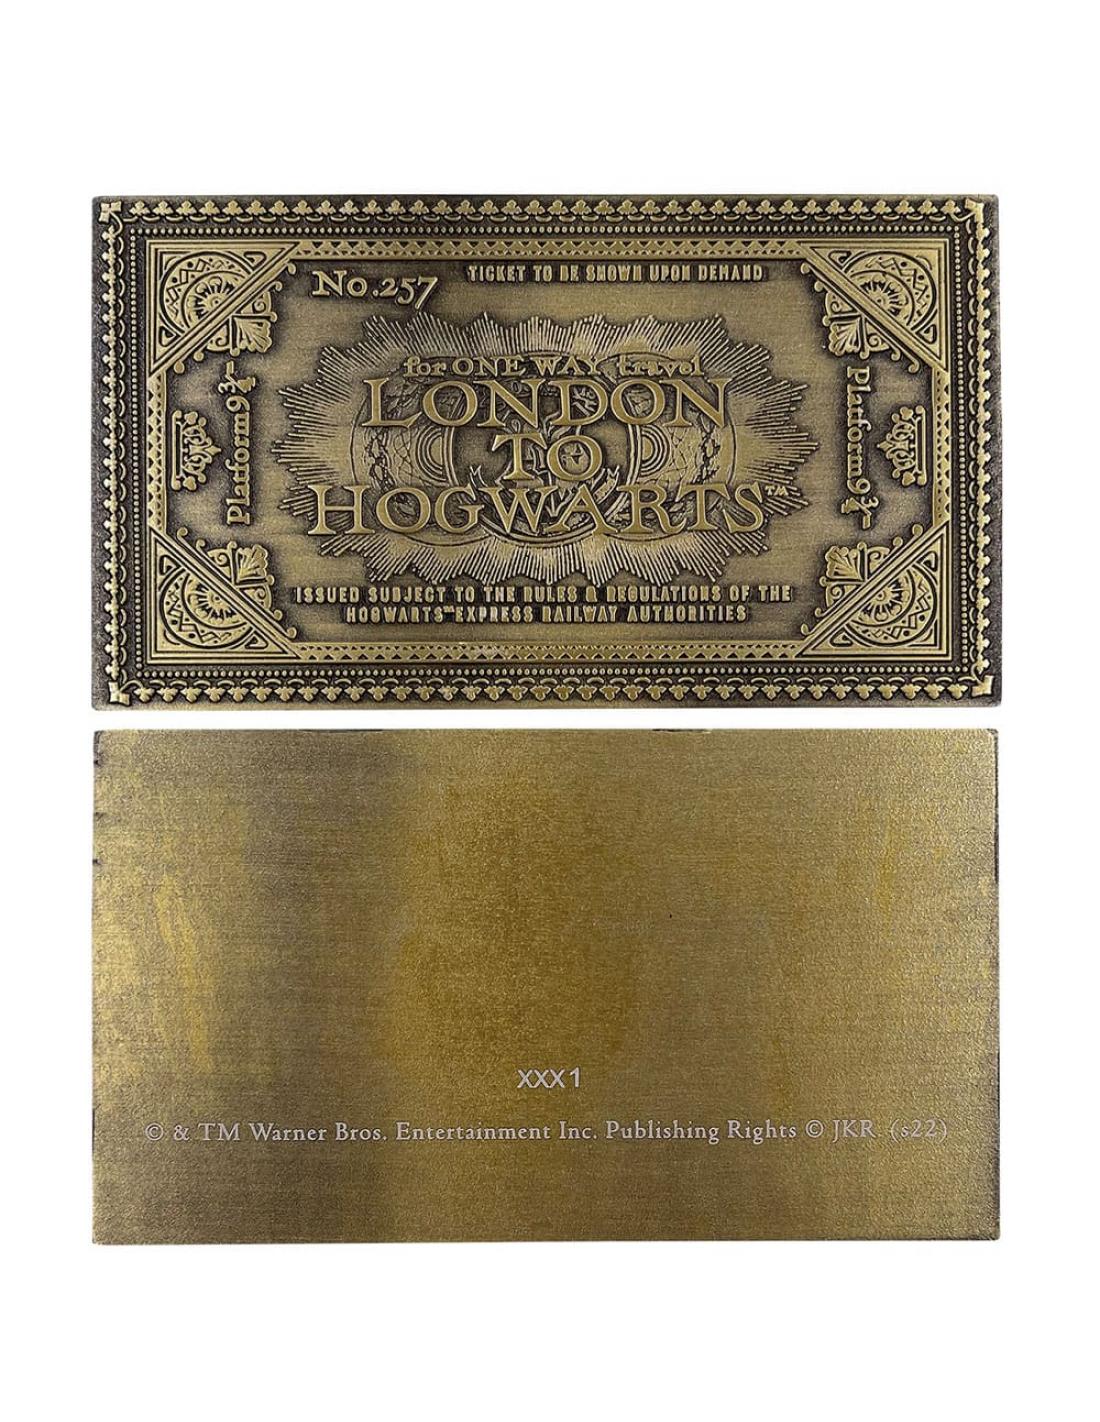 No.257
TICKET TO BE SHOWN UPON DEMAND
for ONE WAY travel
LONDON
TO
HOGWARTS™
Platform 9¾
Platform 9¾
ISSUED SUBJECT TO THE RULES & REGULATIONS OF THE
HOGWARTS™ EXPRESS RAILWAY AUTHORITIES
XXX1
© & TM Warner Bros. Entertainment Inc. Publishing Rights © JKR. (s22)